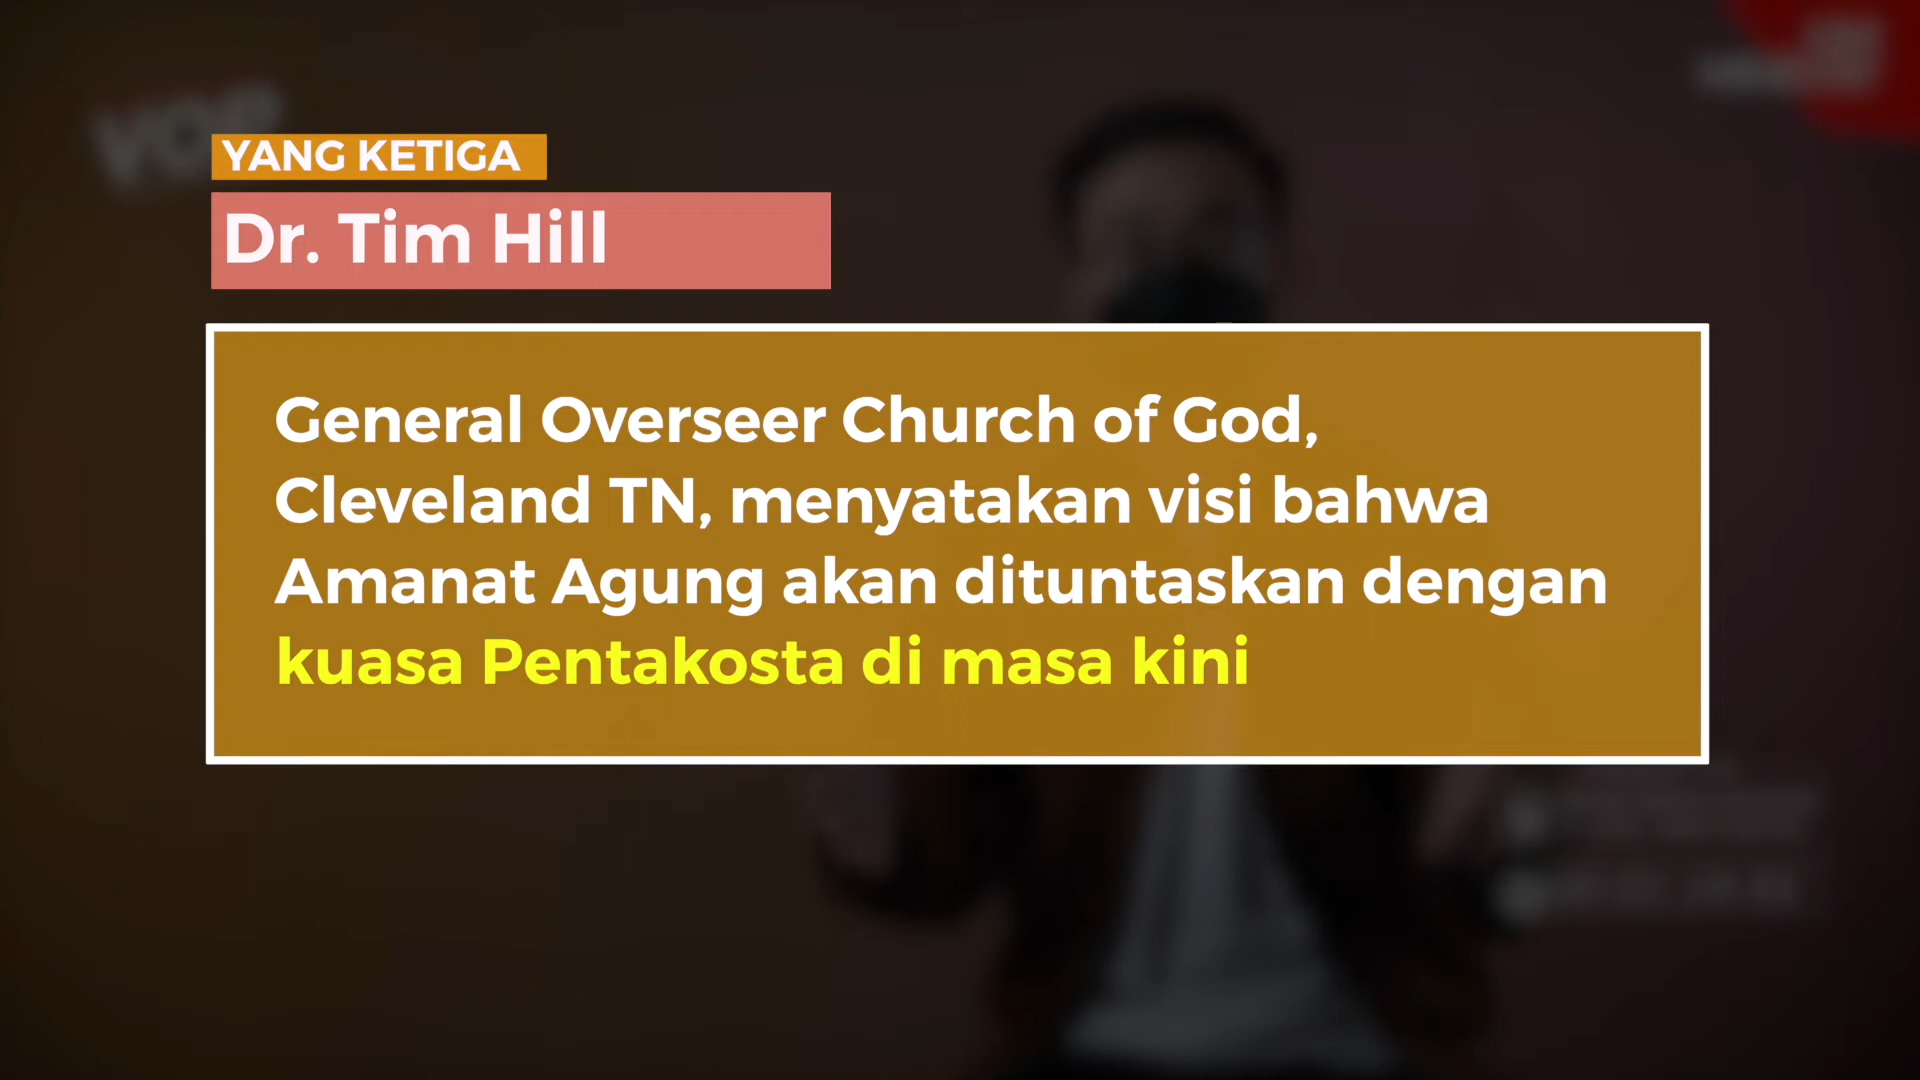 YANG KETIGA
Dr. Tim Hill
General Overseer Church of God,
Cleveland TN, menyatakan visi bahwa
Amanat Agung akan dituntaskan dengan
kuasa Pentakosta di masa kini